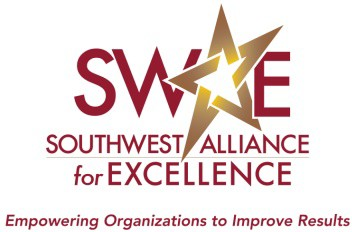 SWAE
SOUTHWEST ALLIANCE
for EXCELLENCE
Empowering Organizations to Improve Results